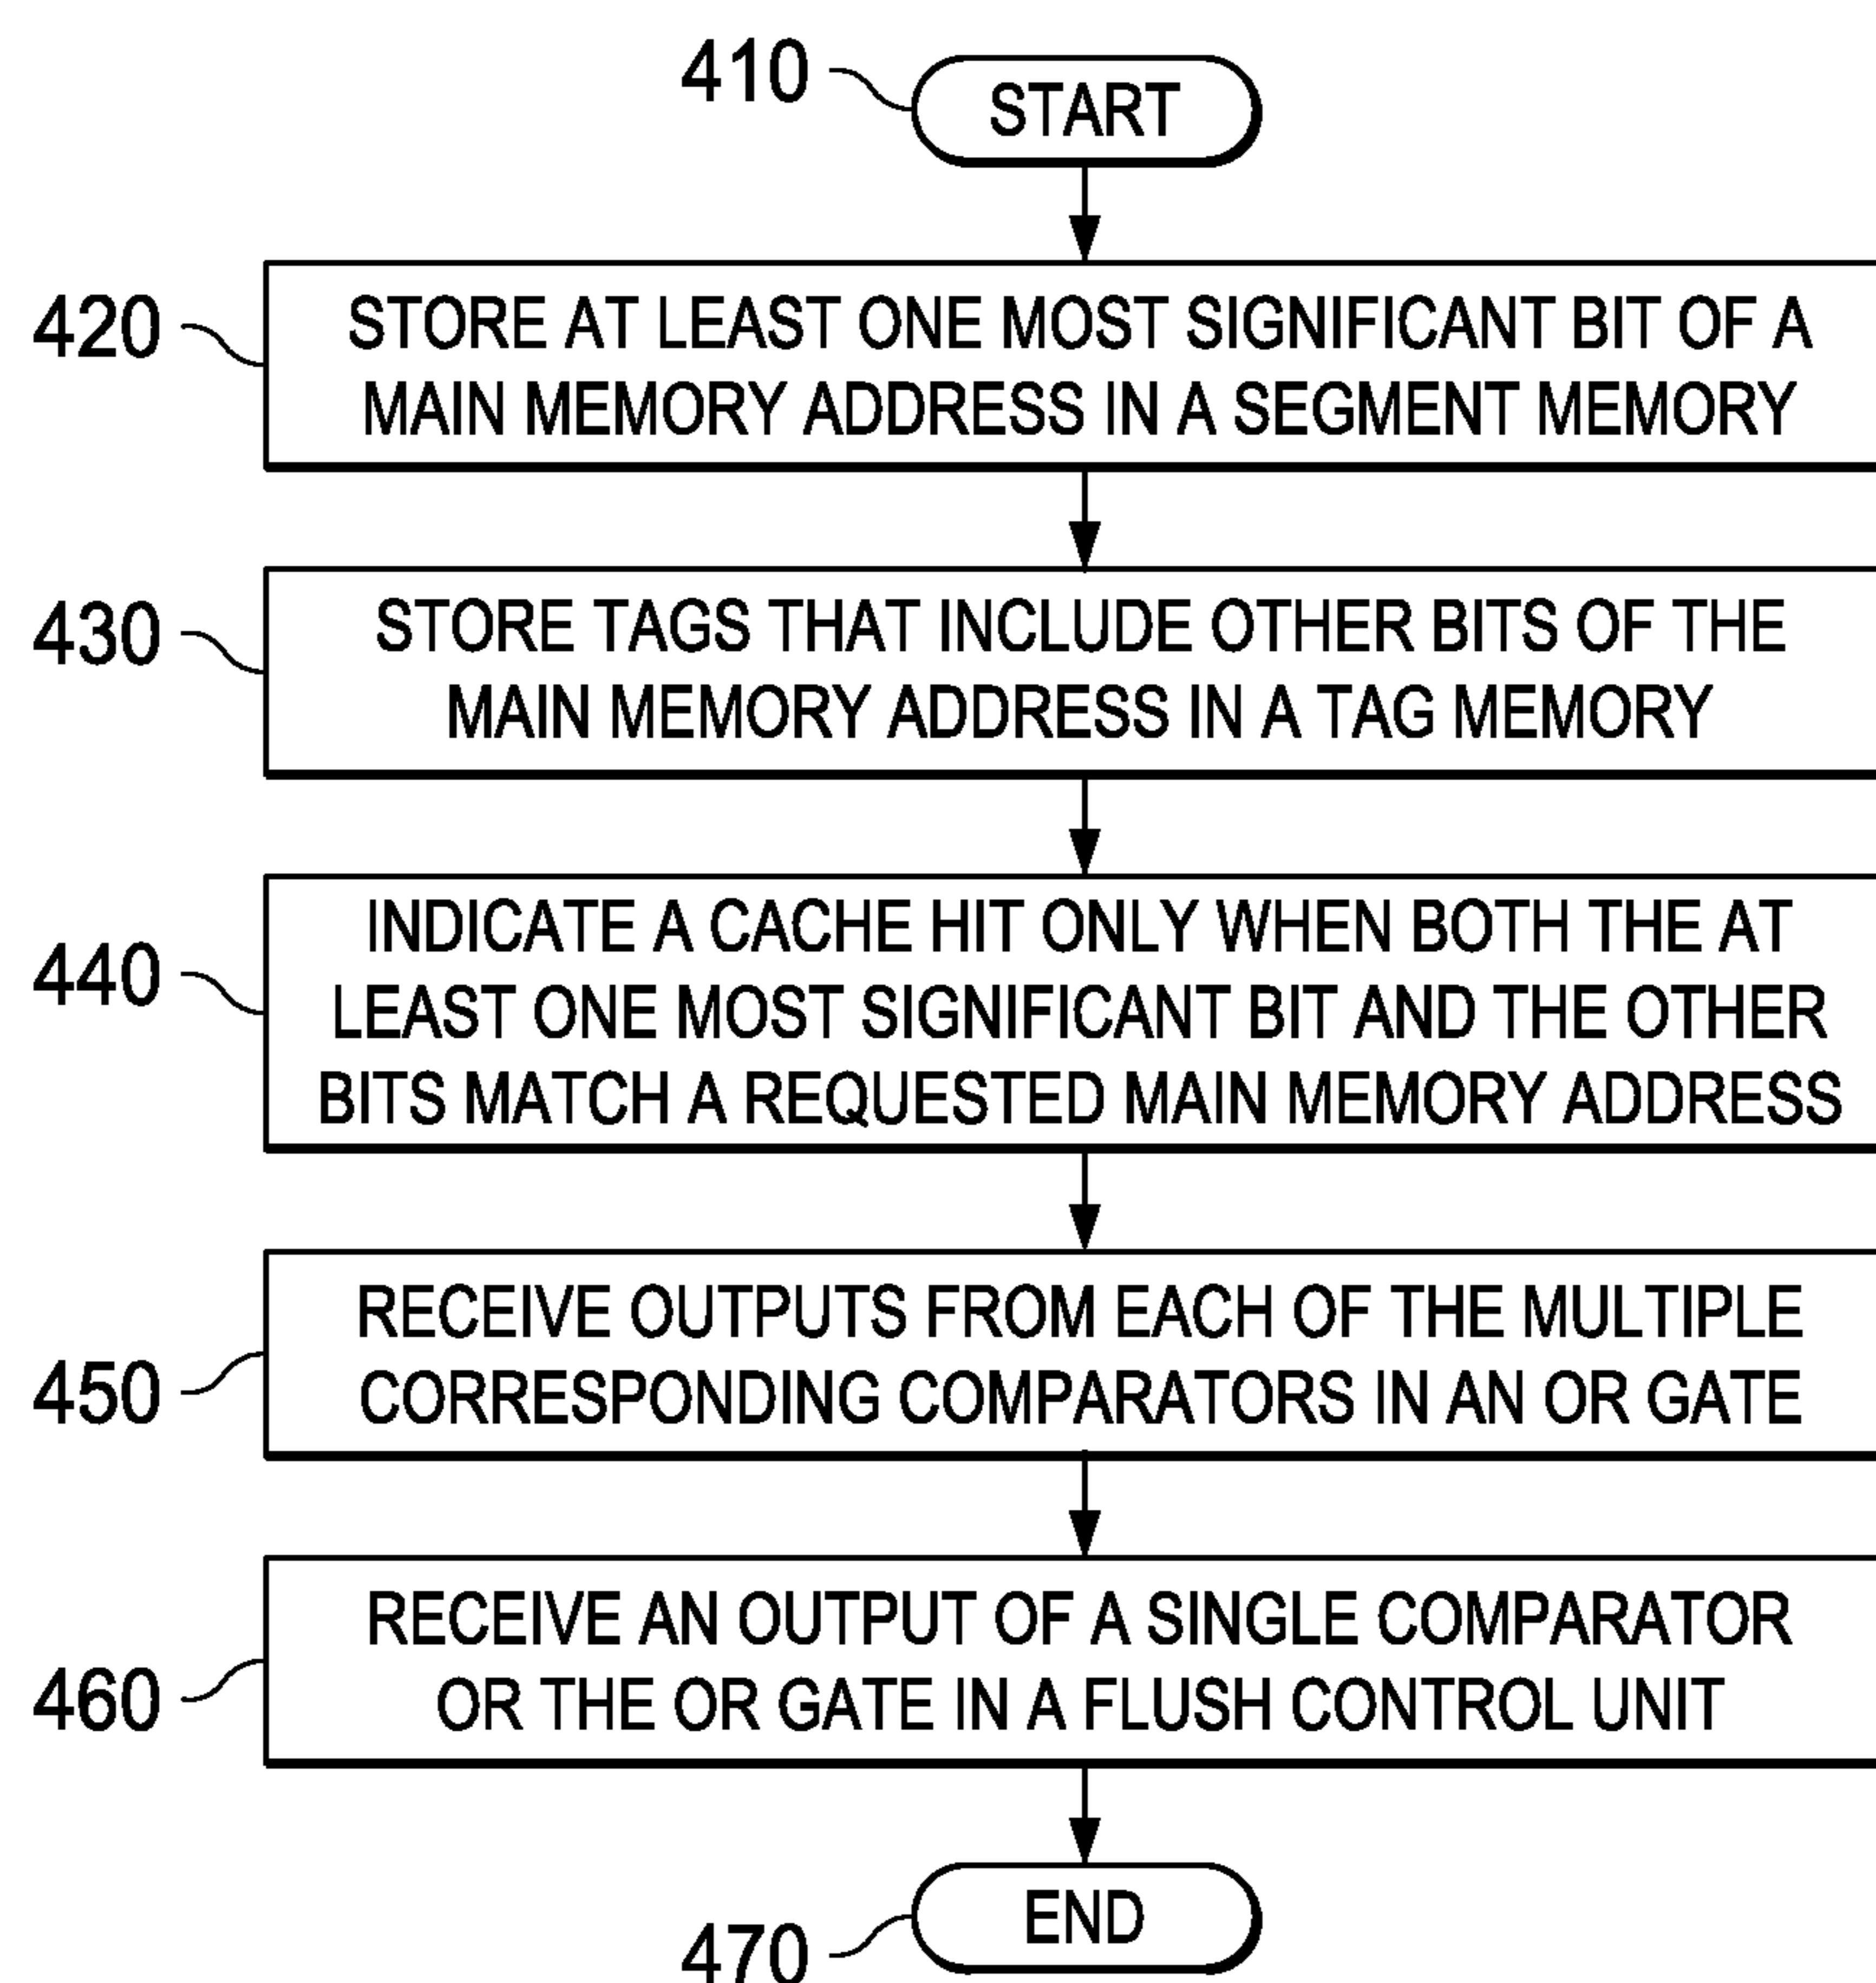 410
START
420
STORE AT LEAST ONE MOST SIGNIFICANT BIT OF A
MAIN MEMORY ADDRESS IN A SEGMENT MEMORY
430
STORE TAGS THAT INCLUDE OTHER BITS OF THE
MAIN MEMORY ADDRESS IN A TAG MEMORY
440
INDICATE A CACHE HIT ONLY WHEN BOTH THE AT
LEAST ONE MOST SIGNIFICANT BIT AND THE OTHER
BITS MATCH A REQUESTED MAIN MEMORY ADDRESS
450
RECEIVE OUTPUTS FROM EACH OF THE MULTIPLE
CORRESPONDING COMPARATORS IN AN OR GATE
460
RECEIVE AN OUTPUT OF A SINGLE COMPARATOR
OR THE OR GATE IN A FLUSH CONTROL UNIT
470
END